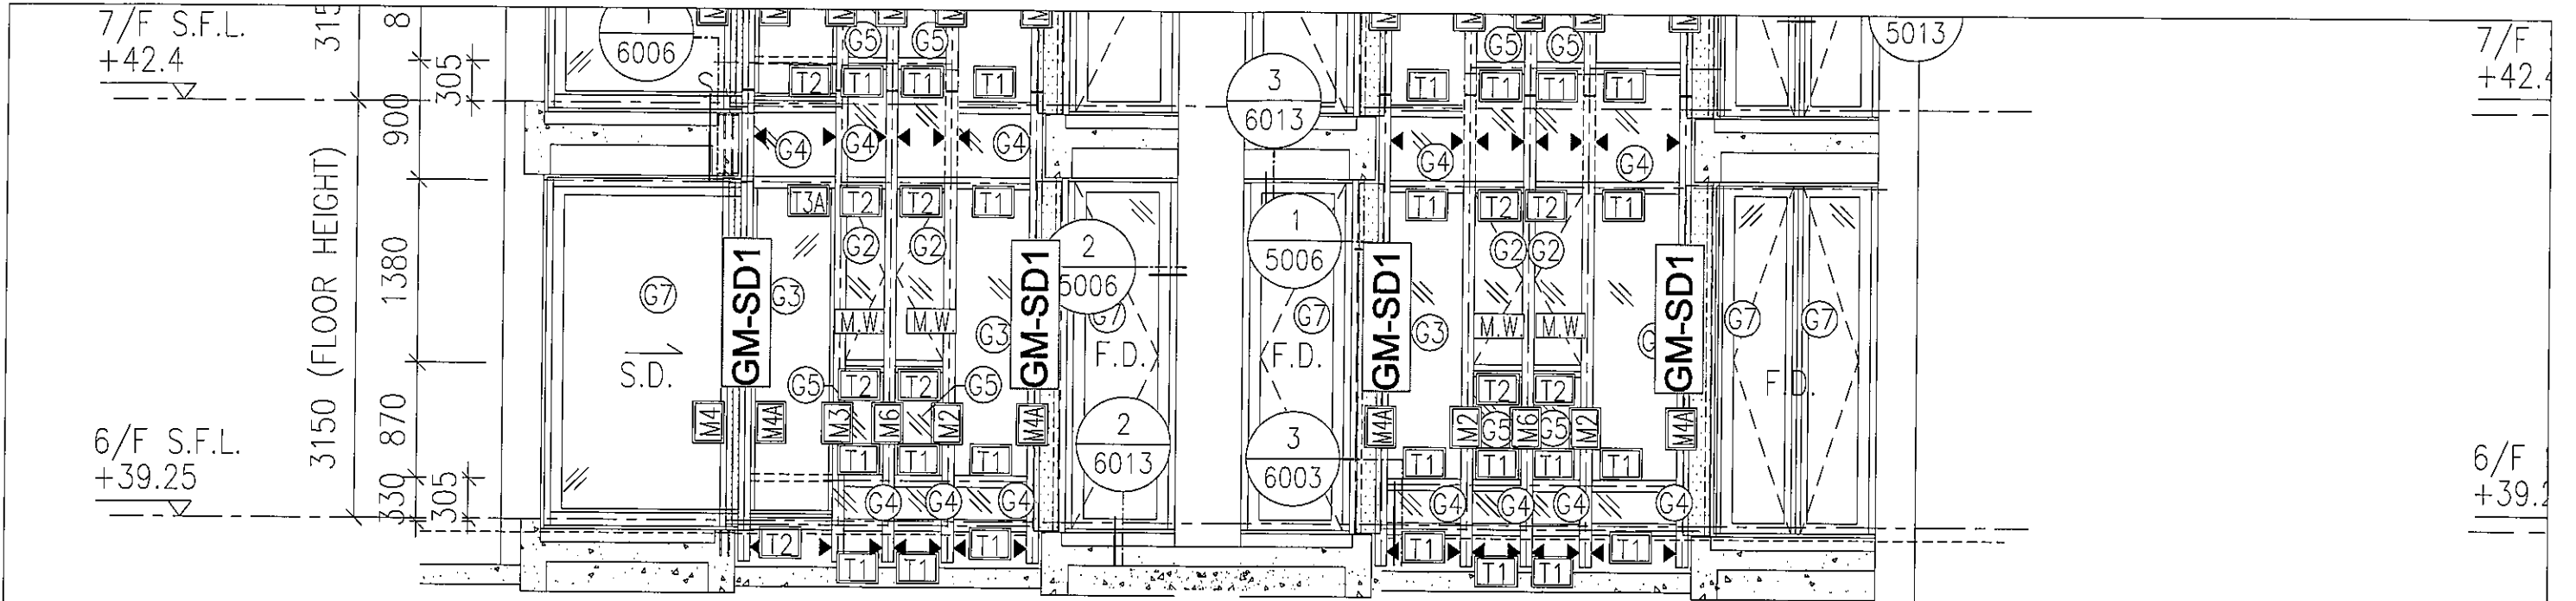 7/F S.F.L.
+42.4
315
8
305
900
3150 (FLOOR HEIGHT)
1380
870
330
305
6/F S.F.L.
+39.25
1
6006
S
G5 G5
T2 T1 T1 T1
G4 G4 G4
T3A T2 T2 T1
G2 G2
G7
GM-SD1
G3
M.W. M.W.
G3
GM-SD1
S.D.
G5 T2 T2 G5
M4 M4A M3 M6 M2 M4A
T1 T1 T1
G4 G4 G4
T2 T1
T1 T1
2
5006
G7
F.D.
2
6013
3
6013
1
5006
G7
F.D.
3
6003
G5 G5
T1 T1 T1 T1
G4 G4
T1 T2 T2 T1
G2 G2
GM-SD1
G3
M.W. M.W.
GM-SD1
T2 T2
M4A M2 G5 M6 G5 M2 M4A
T1 T1 T1 T1
G4 G4 G4 G4
T1 T1
T1 T1
G7 G7
F.D.
5013
7/F
+42.4
6/F
+39.2